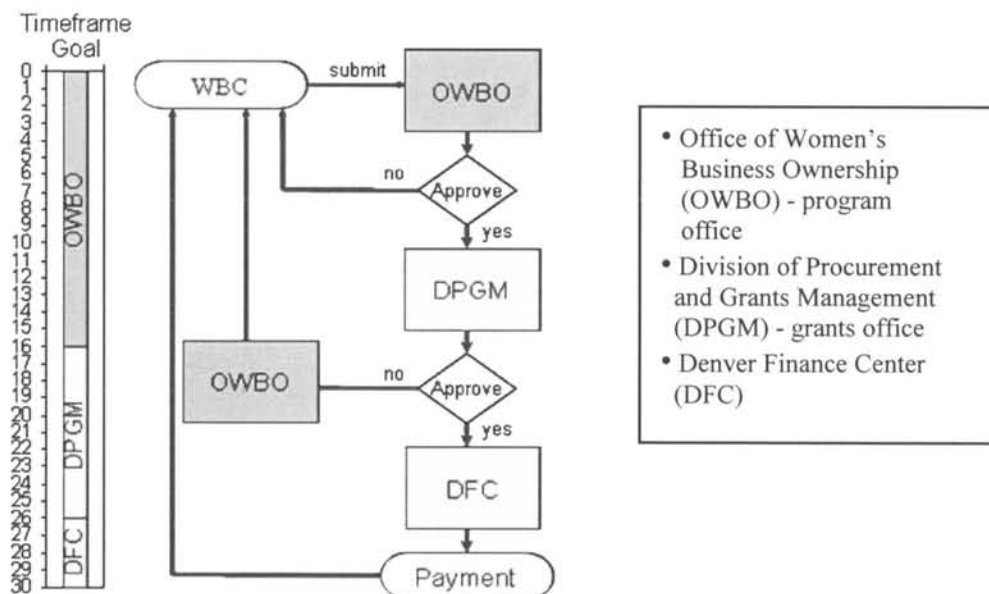 Timeframe
Goal
0
1
2
3
4
5
6
7
8
9
10
11
12
13
14
15
16
17
18
19
20
21
22
23
24
25
26
27
28
29
30
OWBO
DPGM
DFC
WBC
submit
OWBO
no
Approve
yes
DPGM
OWBO
no
Approve
yes
DFC
Payment
• Office of Women's
Business Ownership
(OWBO) - program
office
• Division of Procurement
and Grants Management
(DPGM) - grants office
• Denver Finance Center
(DFC)